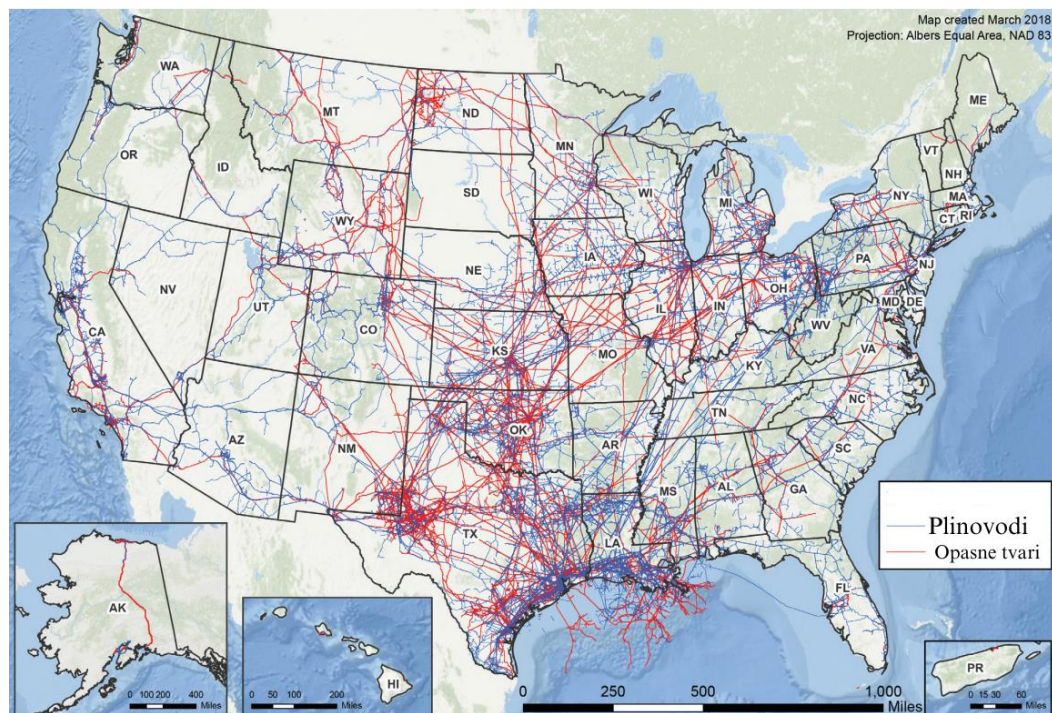 Map created March 2018
Projection: Albers Equal Area, NAD 83
WA
MT
ND
MN
ME
VT
NH
OR
ID
SD
WI
MI
NY
MA
CT
RI
WY
NE
IA
PA
NJ
NV
UT
CO
IL
IN
OH
MD
DE
CA
KS
MO
WV
VA
KY
AZ
NM
OK
AR
TN
NC
SC
TX
LA
MS
AL
GA
FL
Plinovodi
Opasne tvari
AK
0 100 200 400
Miles
HI
0 50 100 200
Miles
0 250 500 1,000
Miles
PR
0 15 30 60
Miles